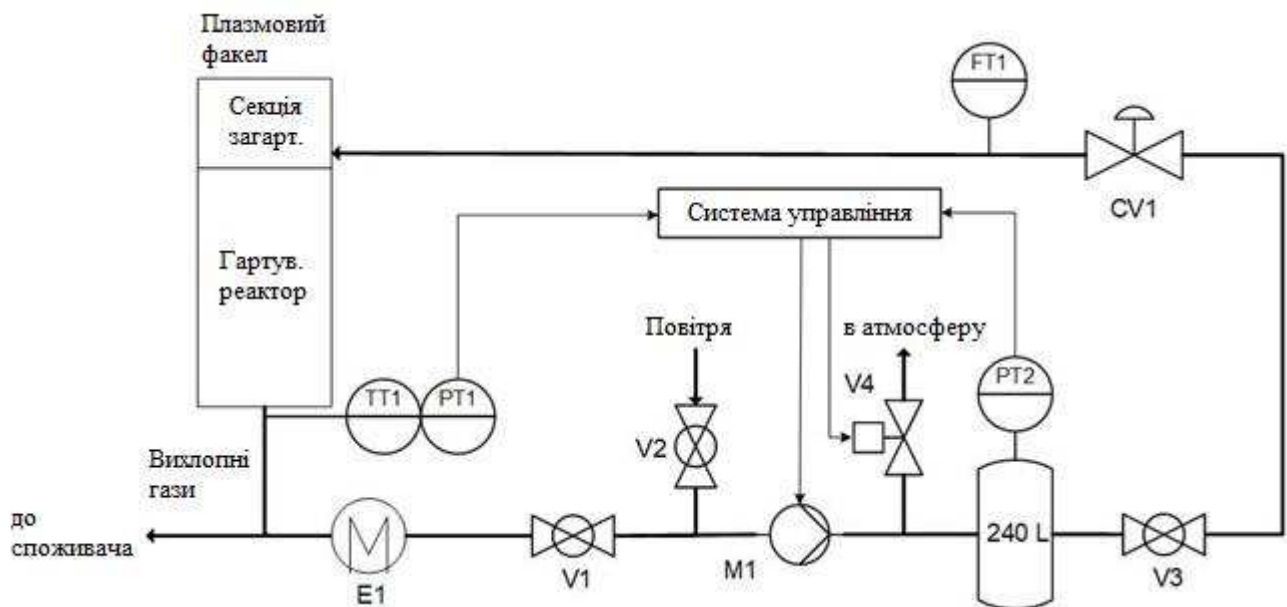 Плазмовий
факел
Секція
загарт.
FT1
CV1
Система управління
Гартув.
реактор
Повітря
в атмосферу
TT1
PT1
V2
V4
PT2
Вихлопні
гази
до
споживача
E1
V1
M1
240 L
V3